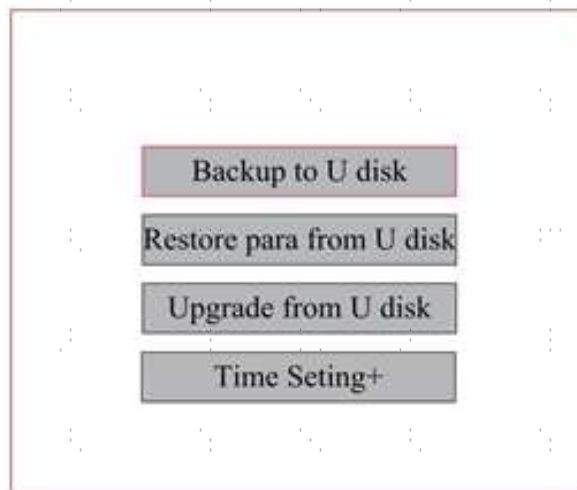 Backup to U disk
Restore para from U disk
Upgrade from U disk
Time Seting+